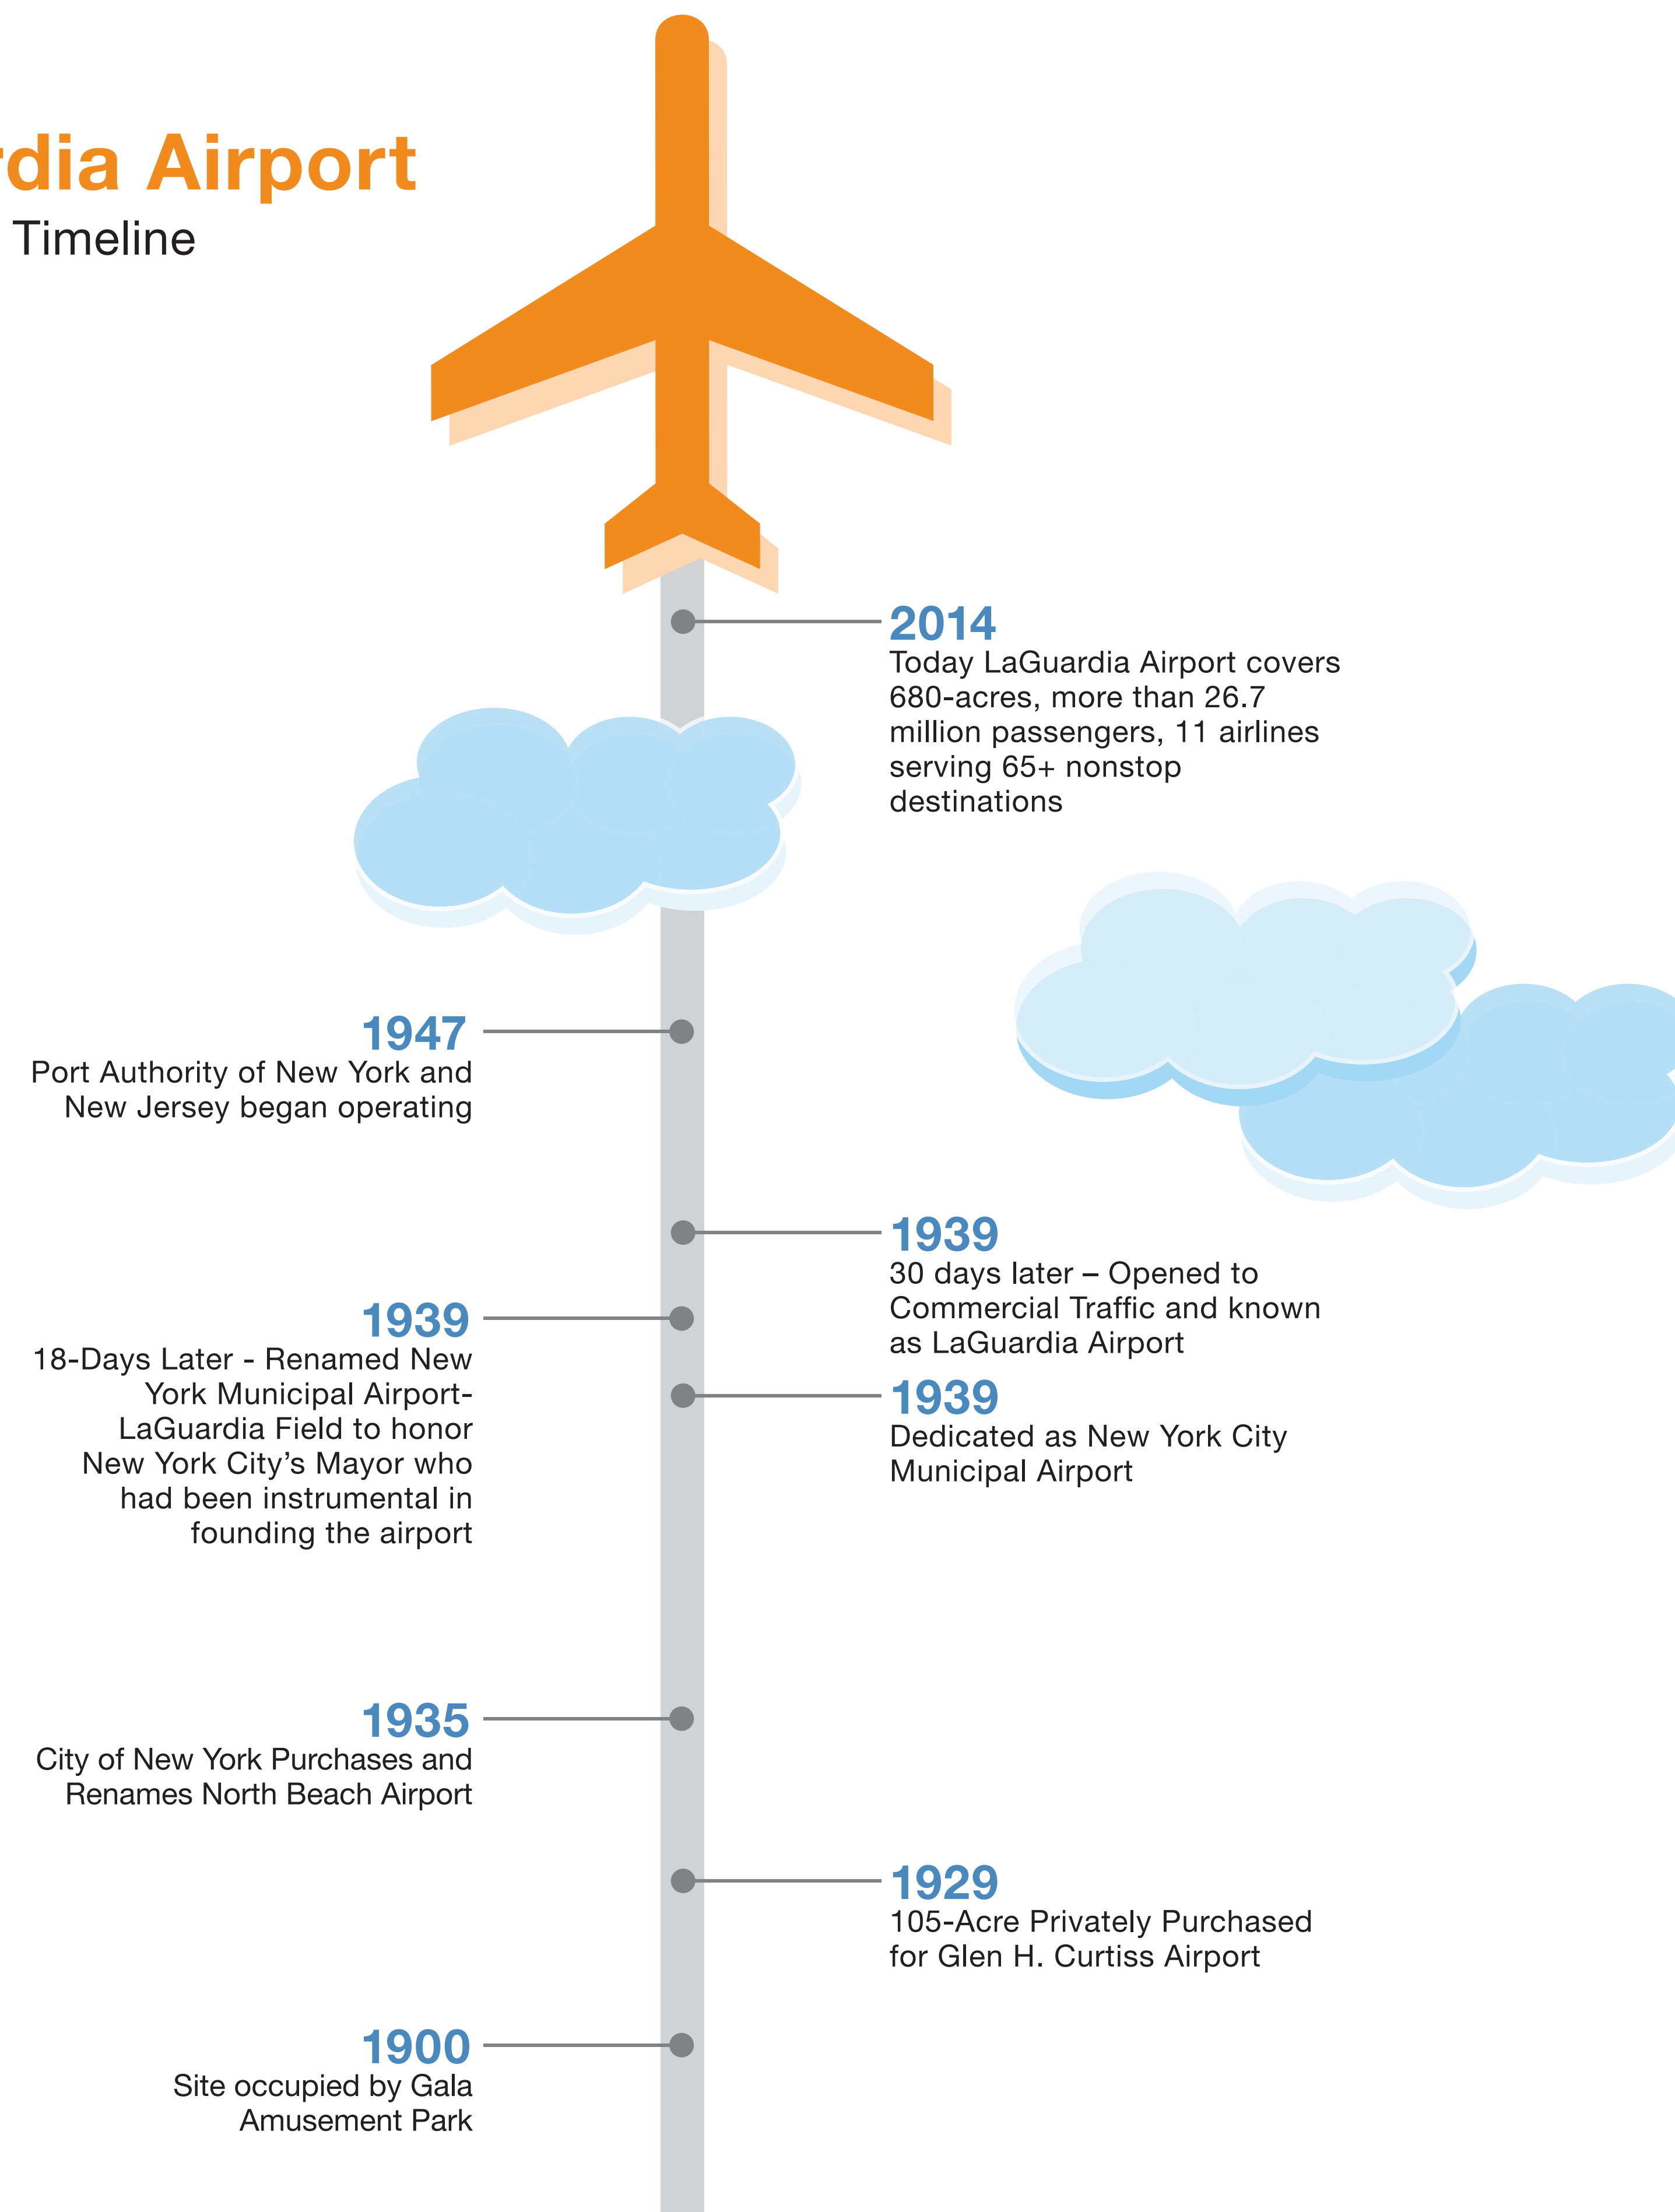 rdia Airport
Timeline
2014
Today LaGuardia Airport covers
680-acres, more than 26.7
million passengers, 11 airlines
serving 65+ nonstop
destinations
1947
Port Authority of New York and
New Jersey began operating
1939
30 days later – Opened to
Commercial Traffic and known
as LaGuardia Airport
1939
18-Days Later - Renamed New
York Municipal Airport-
LaGuardia Field to honor
New York City’s Mayor who
had been instrumental in
founding the airport
1939
Dedicated as New York City
Municipal Airport
1935
City of New York Purchases and
Renames North Beach Airport
1929
105-Acre Privately Purchased
for Glen H. Curtiss Airport
1900
Site occupied by Gala
Amusement Park